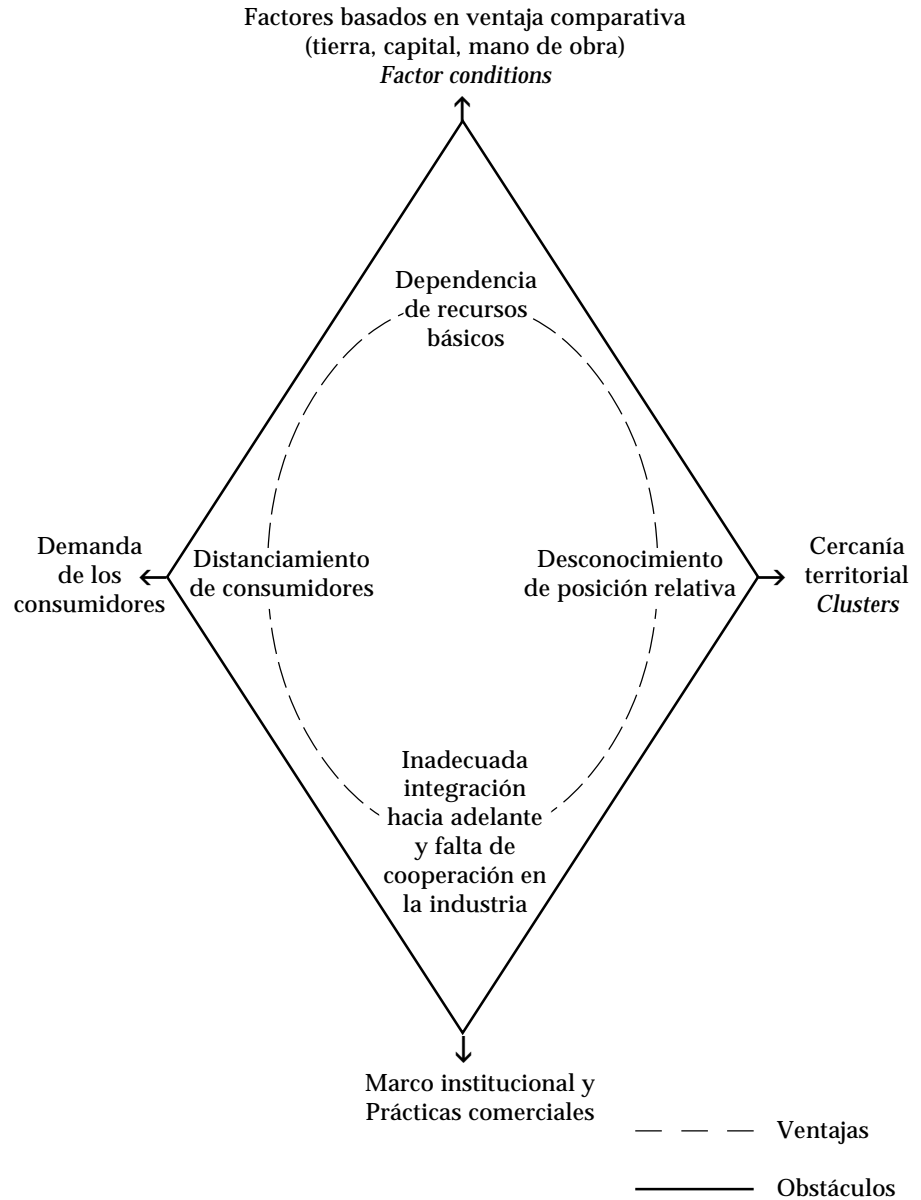 Factores basados en ventaja comparativa
(tierra, capital, mano de obra)
Factor conditions
Dependencia
de recursos
básicos
Demanda
de los
consumidores
Distanciamiento
de consumidores
Desconocimiento
de posición relativa
Cercanía
territorial
Clusters
Inadecuada
integración
hacia adelante
y falta de
cooperación en
la industria
Marco institucional y
Prácticas comerciales
Ventajas
Obstáculos